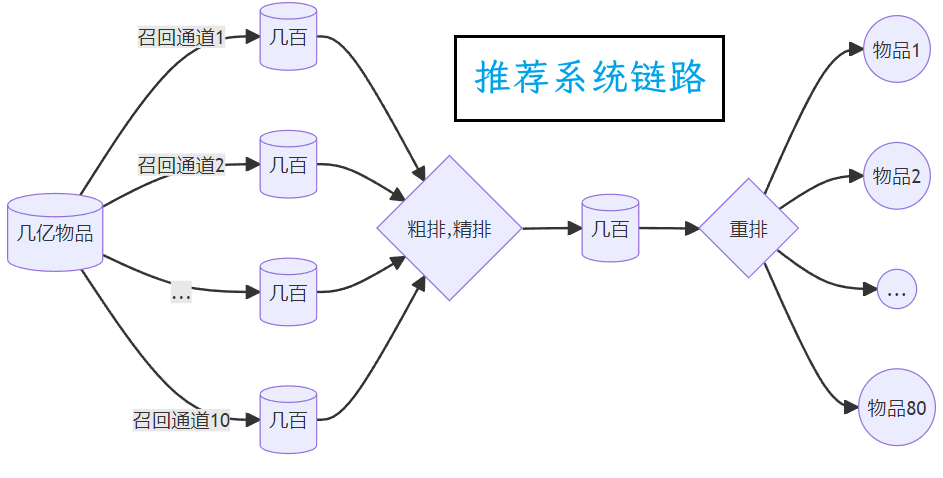 推荐系统链路
几亿物品
召回通道1
几百
召回通道2
几百
...
几百
召回通道10
几百
粗排,精排
几百
重排
物品1
物品2
...
物品80